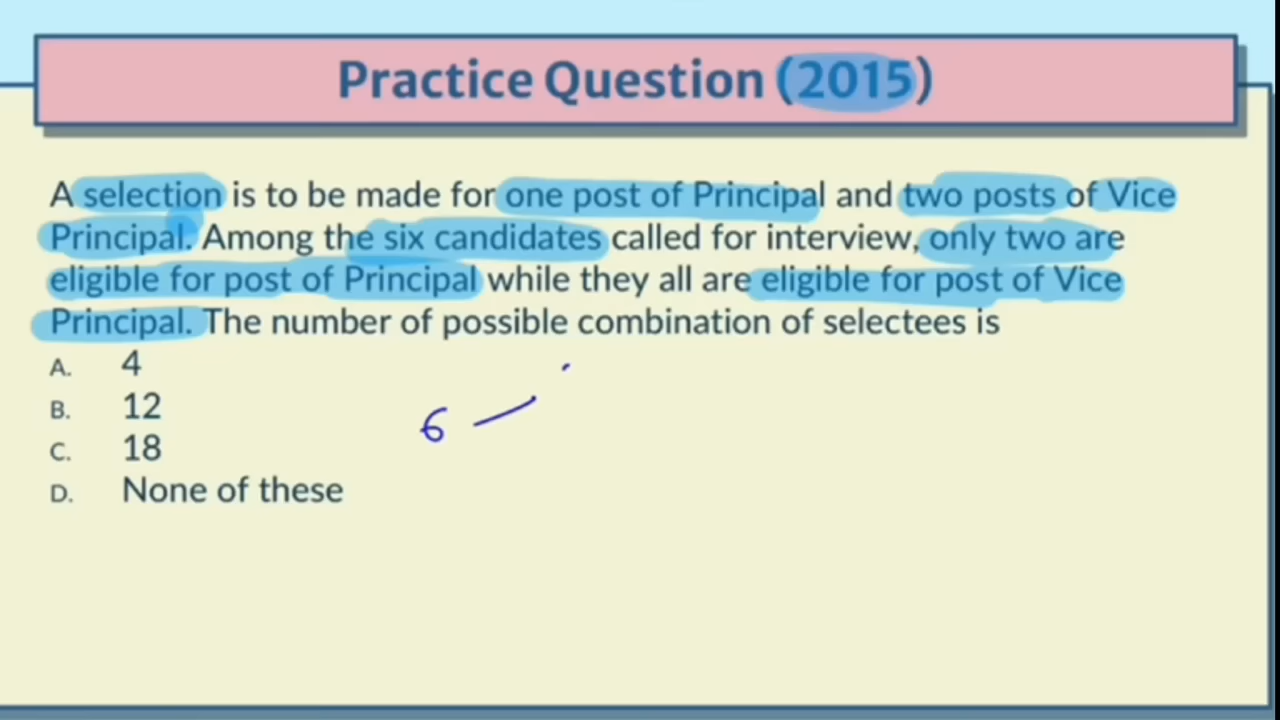 Practice Question (2015)
A selection is to be made for one post of Principal and two posts of Vice
Principal. Among the six candidates called for interview, only two are
eligible for post of Principal while they all are eligible for post of Vice
Principal. The number of possible combination of selectees is
A. 4
B. 12
C. 18
D. None of these
6